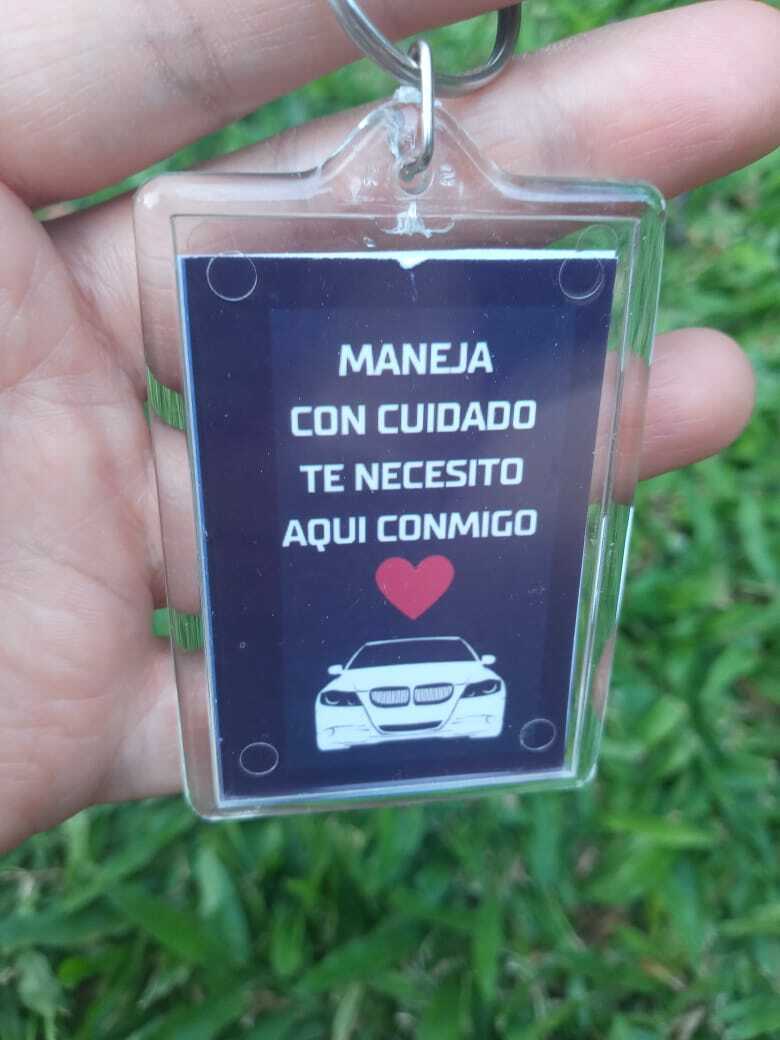 MANEJA
CON CUIDADO
TE NECESITO
AQUI CONMIGO